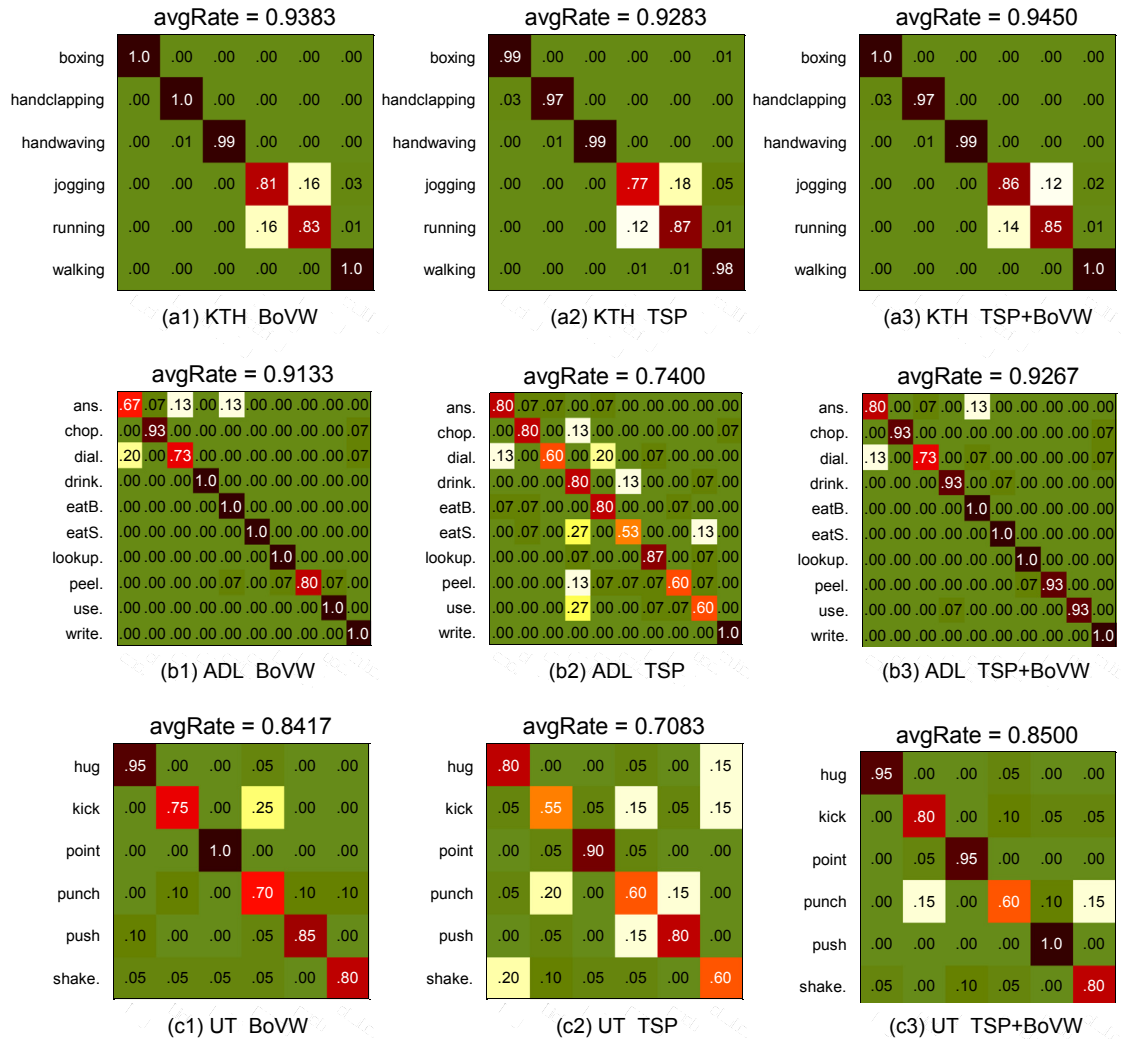 avgRate = 0.9383
boxing 1.0 .00 .00 .00 .00 .00
handclapping .00 1.0 .00 .00 .00 .00
handwaving .00 .01 .99 .00 .00 .00
jogging .00 .00 .00 .81 .16 .03
running .00 .00 .00 .16 .83 .01
walking .00 .00 .00 .00 .00 1.0
(a1) KTH BoVW
avgRate = 0.9283
boxing .99 .00 .00 .00 .00 .01
handclapping .03 .97 .00 .00 .00 .00
handwaving .00 .01 .99 .00 .00 .00
jogging .00 .00 .00 .77 .18 .05
running .00 .00 .00 .12 .87 .01
walking .00 .00 .00 .01 .01 .98
(a2) KTH TSP
avgRate = 0.9450
boxing 1.0 .00 .00 .00 .00 .00
handclapping .03 .97 .00 .00 .00 .00
handwaving .00 .01 .99 .00 .00 .00
jogging .00 .00 .00 .86 .12 .02
running .00 .00 .00 .14 .85 .01
walking .00 .00 .00 .00 .00 1.0
(a3) KTH TSP+BoVW
avgRate = 0.9133
ans. .67 .07 .13 .00 .13 .00 .00 .00 .00 .00
chop. .00 .93 .00 .00 .00 .00 .00 .00 .00 .07
dial. .20 .00 .73 .00 .00 .00 .00 .00 .00 .07
drink. .00 .00 .00 1.0 .00 .00 .00 .00 .00 .00
eatB. .00 .00 .00 .00 1.0 .00 .00 .00 .00 .00
eatS. .00 .00 .00 .00 .00 1.0 .00 .00 .00 .00
lookup. .00 .00 .00 .00 .00 .00 1.0 .00 .00 .00
peel. .00 .00 .00 .00 .07 .00 .07 .80 .07 .00
use. .00 .00 .00 .00 .00 .00 .00 .00 1.0 .00
write. .00 .00 .00 .00 .00 .00 .00 .00 .00 1.0
(b1) ADL BoVW
avgRate = 0.7400
ans. .80 .07 .07 .00 .07 .00 .00 .00 .00 .00
chop. .00 .80 .00 .13 .00 .00 .00 .00 .00 .07
dial. .13 .00 .60 .00 .20 .00 .07 .00 .00 .00
drink. .00 .00 .00 .80 .00 .13 .00 .00 .07 .00
eatB. .07 .07 .00 .00 .80 .00 .00 .07 .00 .00
eatS. .00 .07 .00 .27 .00 .53 .00 .00 .13 .00
lookup. .00 .00 .00 .07 .00 .00 .87 .00 .07 .00
peel. .00 .00 .00 .13 .07 .07 .07 .60 .07 .00
use. .00 .00 .00 .27 .00 .00 .07 .07 .60 .00
write. .00 .00 .00 .00 .00 .00 .00 .00 .00 1.0
(b2) ADL TSP
avgRate = 0.9267
ans. .80 .00 .07 .00 .13 .00 .00 .00 .00 .00
chop. .00 .93 .00 .00 .00 .00 .00 .00 .00 .07
dial. .13 .00 .73 .00 .07 .00 .00 .00 .00 .07
drink. .00 .00 .00 .93 .00 .07 .00 .00 .00 .00
eatB. .00 .00 .00 .00 1.0 .00 .00 .00 .00 .00
eatS. .00 .00 .00 .00 .00 1.0 .00 .00 .00 .00
lookup. .00 .00 .00 .00 .00 .00 1.0 .00 .00 .00
peel. .00 .00 .00 .00 .00 .00 .07 .93 .00 .00
use. .00 .00 .00 .07 .00 .00 .00 .00 .93 .00
write. .00 .00 .00 .00 .00 .00 .00 .00 .00 1.0
(b3) ADL TSP+BoVW
avgRate = 0.8417
hug .95 .00 .00 .05 .00 .00
kick .00 .75 .00 .25 .00 .00
point .00 .00 1.0 .00 .00 .00
punch .00 .10 .00 .70 .10 .10
push .10 .00 .00 .05 .85 .00
shake. .05 .05 .05 .05 .00 .80
(c1) UT BoVW
avgRate = 0.7083
hug .80 .00 .00 .05 .00 .15
kick .05 .55 .05 .15 .05 .15
point .00 .05 .90 .05 .00 .00
punch .05 .20 .00 .60 .15 .00
push .05 .00 .00 .15 .80 .00
shake. .20 .10 .05 .05 .00 .60
(c2) UT TSP
avgRate = 0.8500
hug .95 .00 .00 .05 .00 .00
kick .00 .80 .00 .10 .05 .05
point .00 .05 .95 .00 .00 .00
punch .00 .15 .00 .60 .10 .15
push .00 .00 .00 .00 1.0 .00
shake. .05 .00 .10 .05 .00 .80
(c3) UT TSP+BoVW